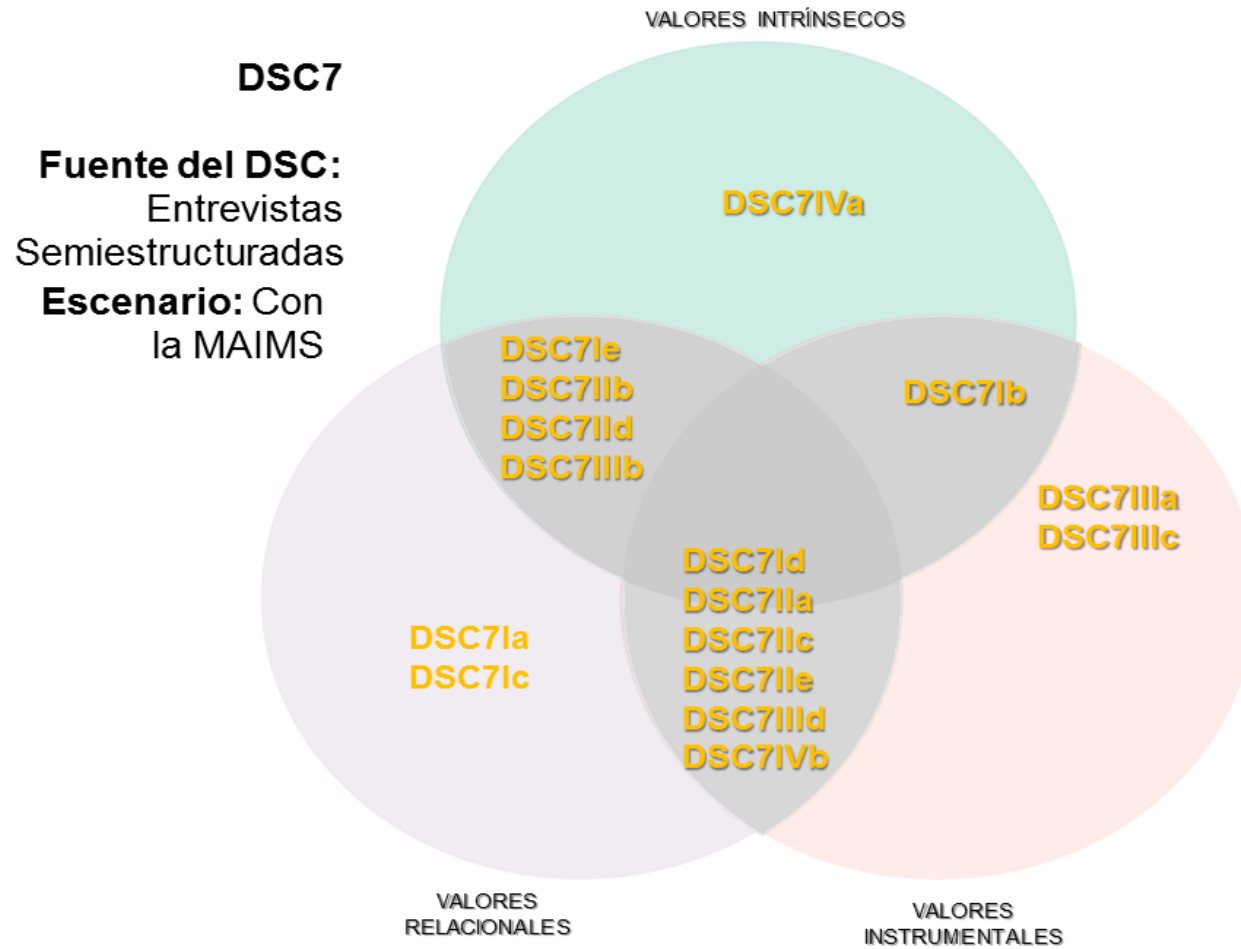 VALORES INTRÍNSECOS
DSC7
Fuente del DSC:
Entrevistas
Semiestructuradas
Escenario: Con
la MAIMS
DSC7IVa
DSC7Ie
DSC7IIb
DSC7IId
DSC7IIIb
DSC7Ib
DSC7IIIa
DSC7IIIc
DSC7Id
DSC7IIa
DSC7IIc
DSC7IIe
DSC7IIId
DSC7IVb
DSC7Ia
DSC7Ic
VALORES
RELACIONALES
VALORES
INSTRUMENTALES